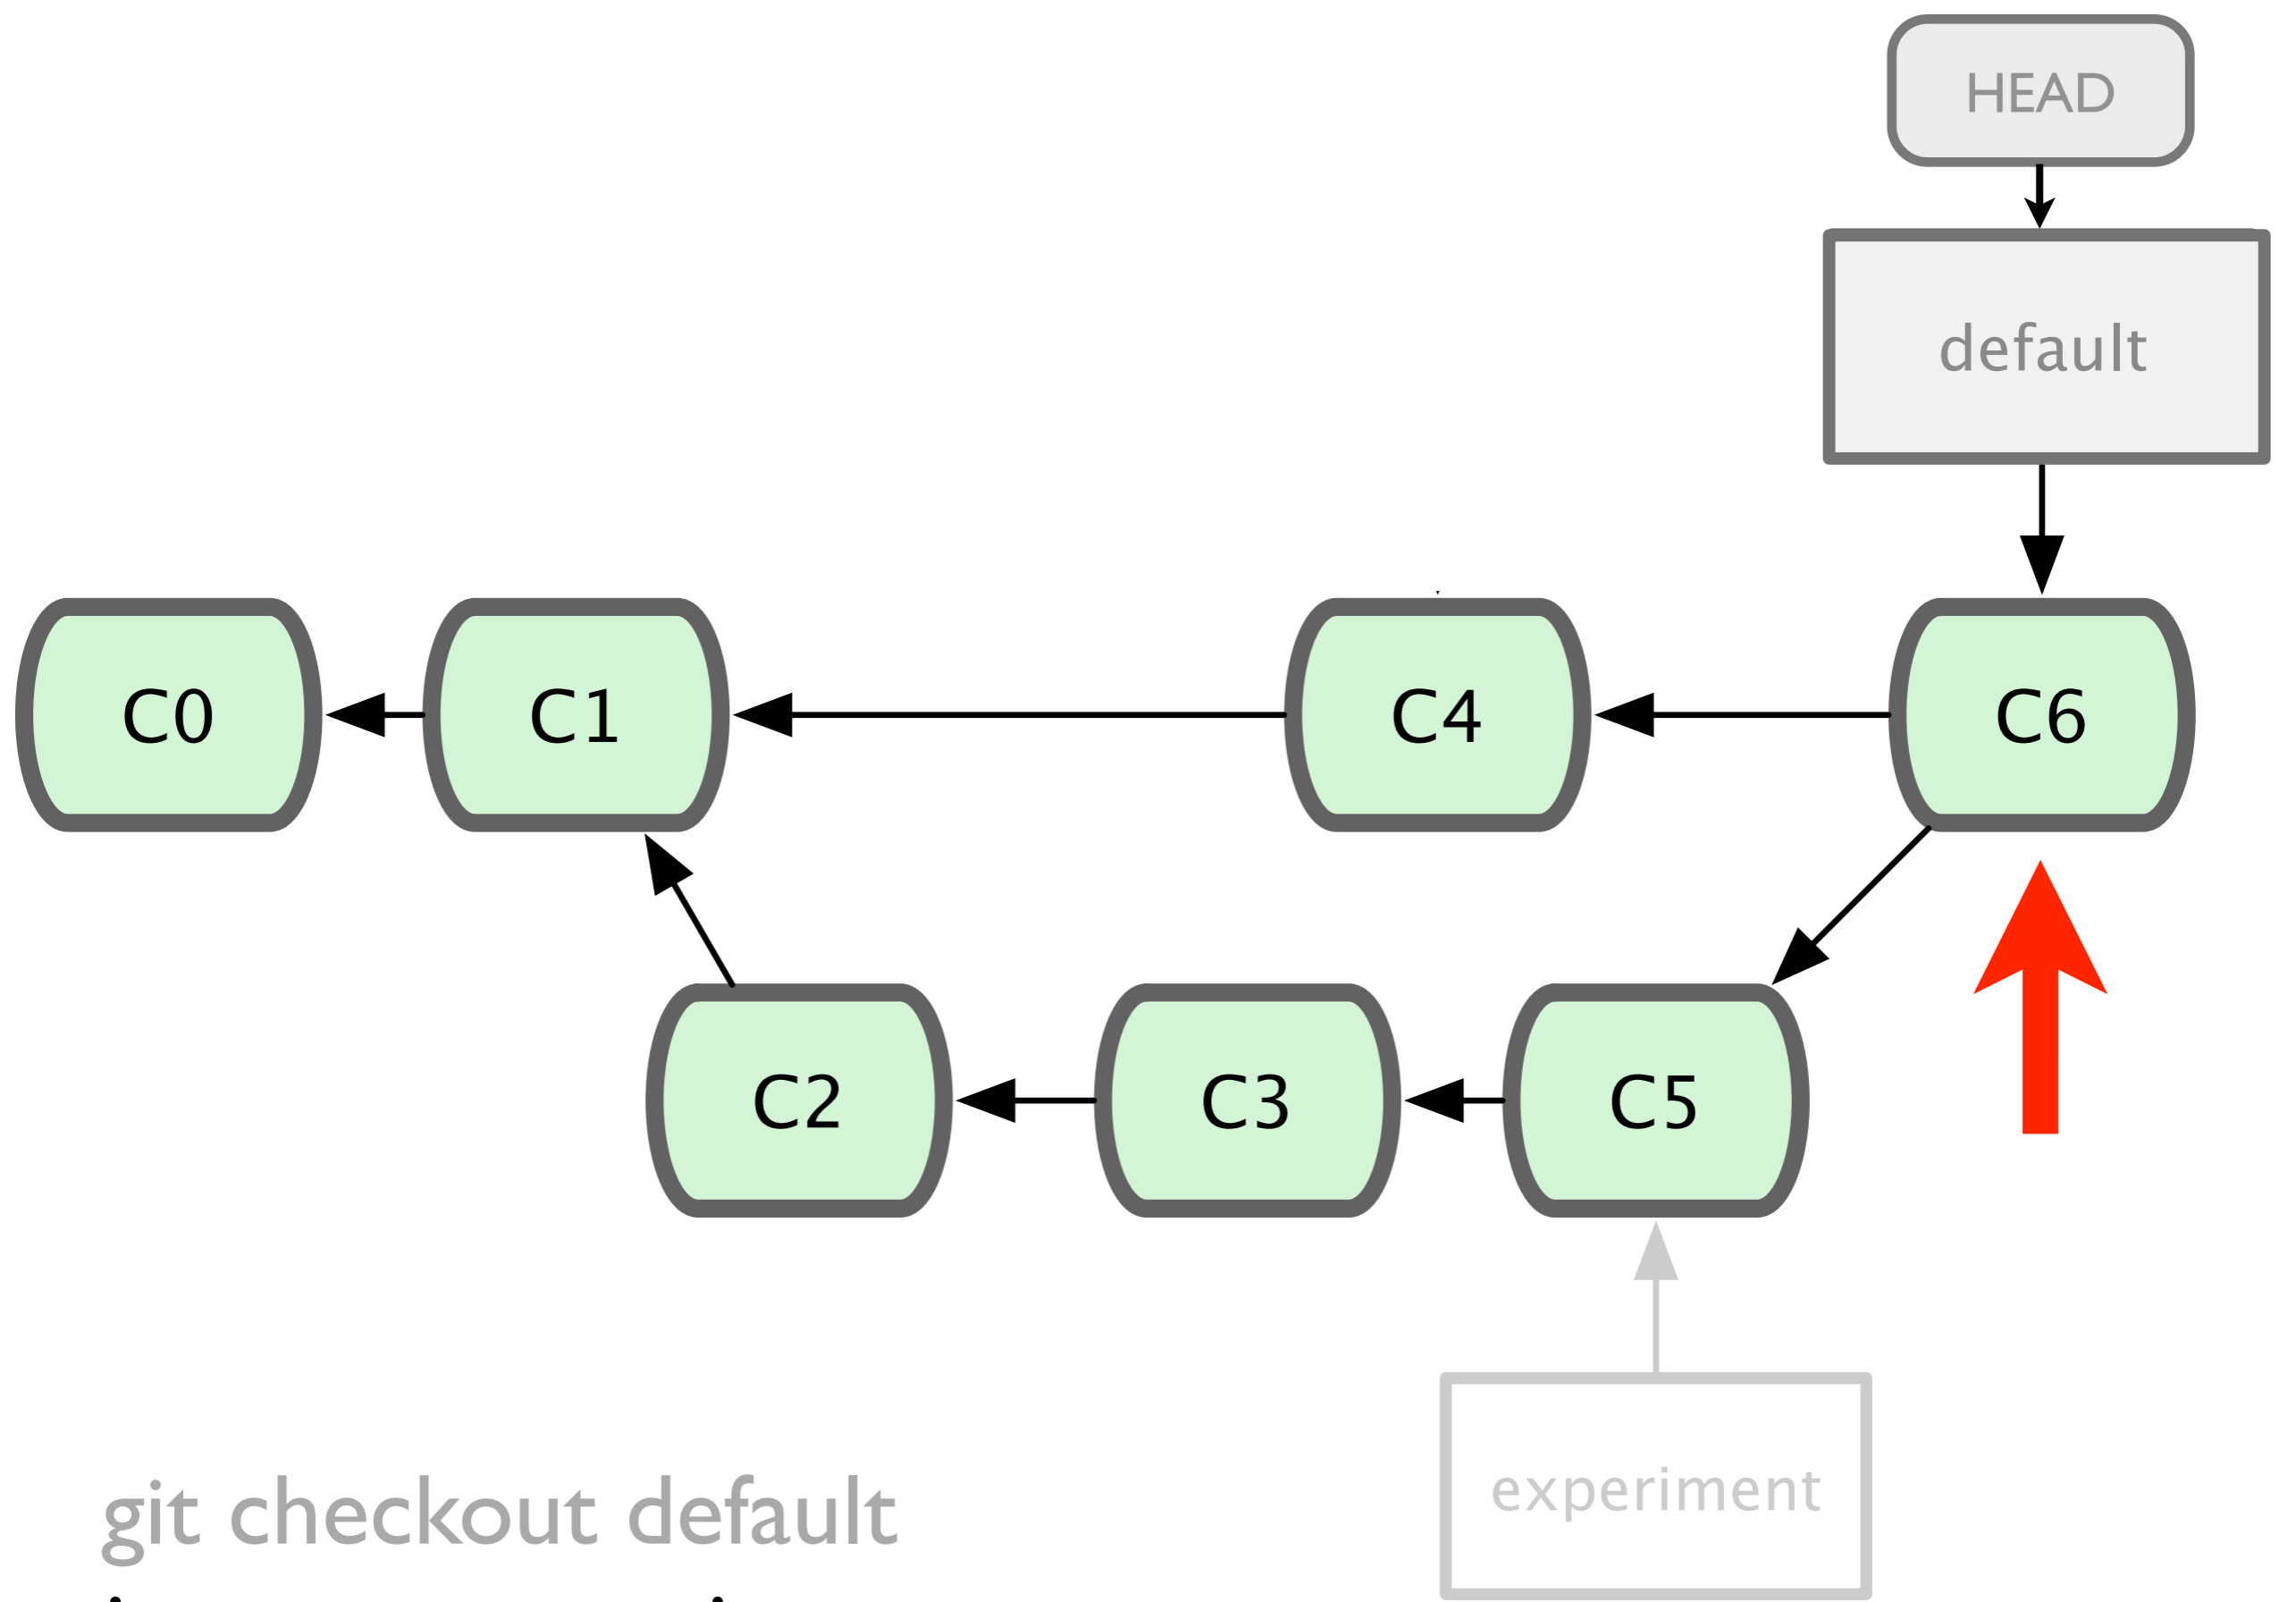 HEAD
default
C0 C1 C4 C6
C2 C3 C5
experiment
git checkout default